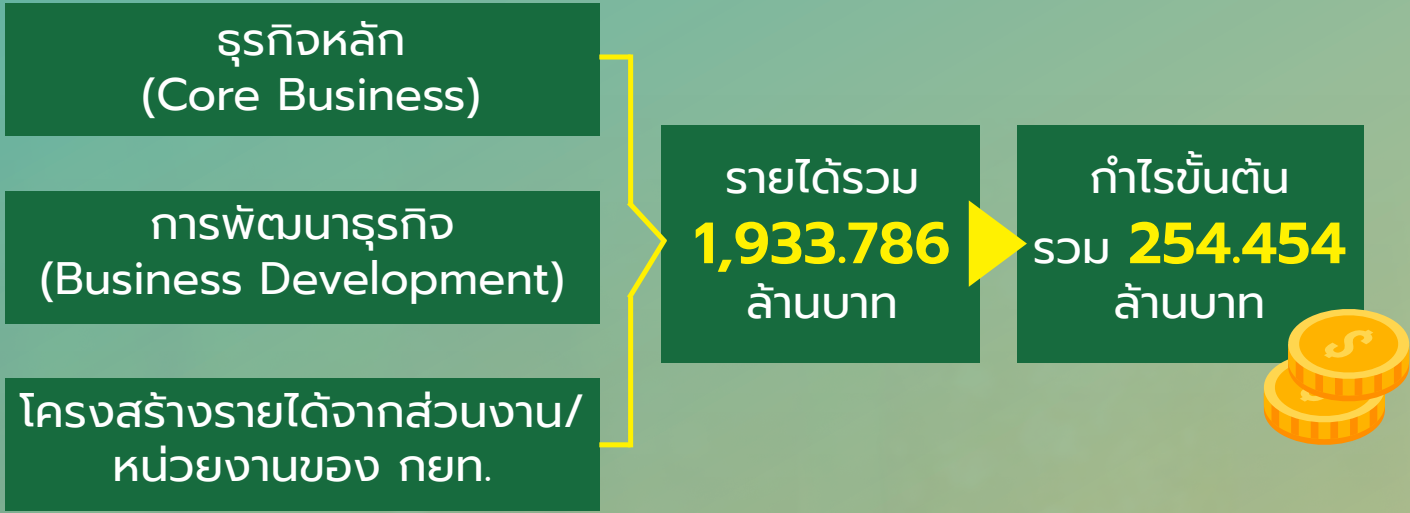 ธุรกิจหลัก
(Core Business)
การพัฒนาธุรกิจ
(Business Development)
โครงสร้างรายได้จากส่วนงาน/
หน่วยงานของ กยท.
รายได้รวม
1,933.786
ล้านบาท
กำไรขั้นต้น
รวม 254.454
ล้านบาท